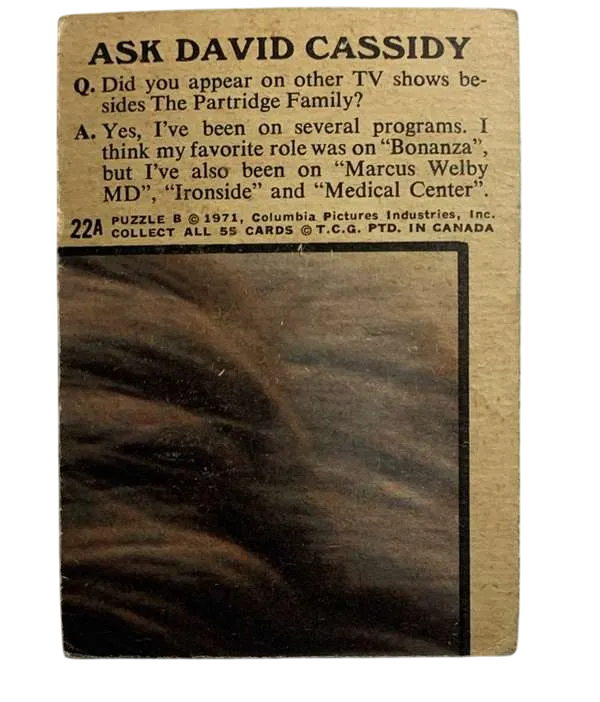 ASK DAVID CASSIDY
Q. Did you appear on other TV shows be-
sides The Partridge Family?
A. Yes, I've been on several programs. I
think my favorite role was on "Bonanza",
but I've also been on "Marcus Welby
MD", "Ironside" and "Medical Center".
22A PUZZLE B © 1971, Columbia Pictures Industries, Inc.
COLLECT ALL 55 CARDS © T.C.G. PTD. IN CANADA